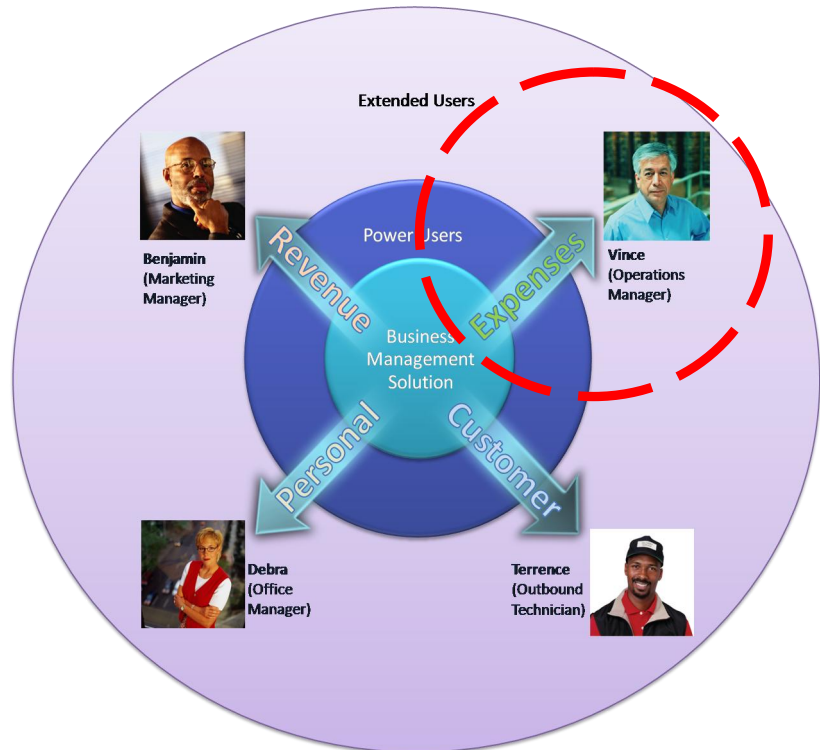 Extended Users
Power Users
Benjamin
(Marketing
Manager)
Revenue
Expenses
Vince
(Operations
Manager)
Business
Management
Solution
Personal
Customer
Debra
(Office
Manager)
Terrence
(Outbound
Technician)